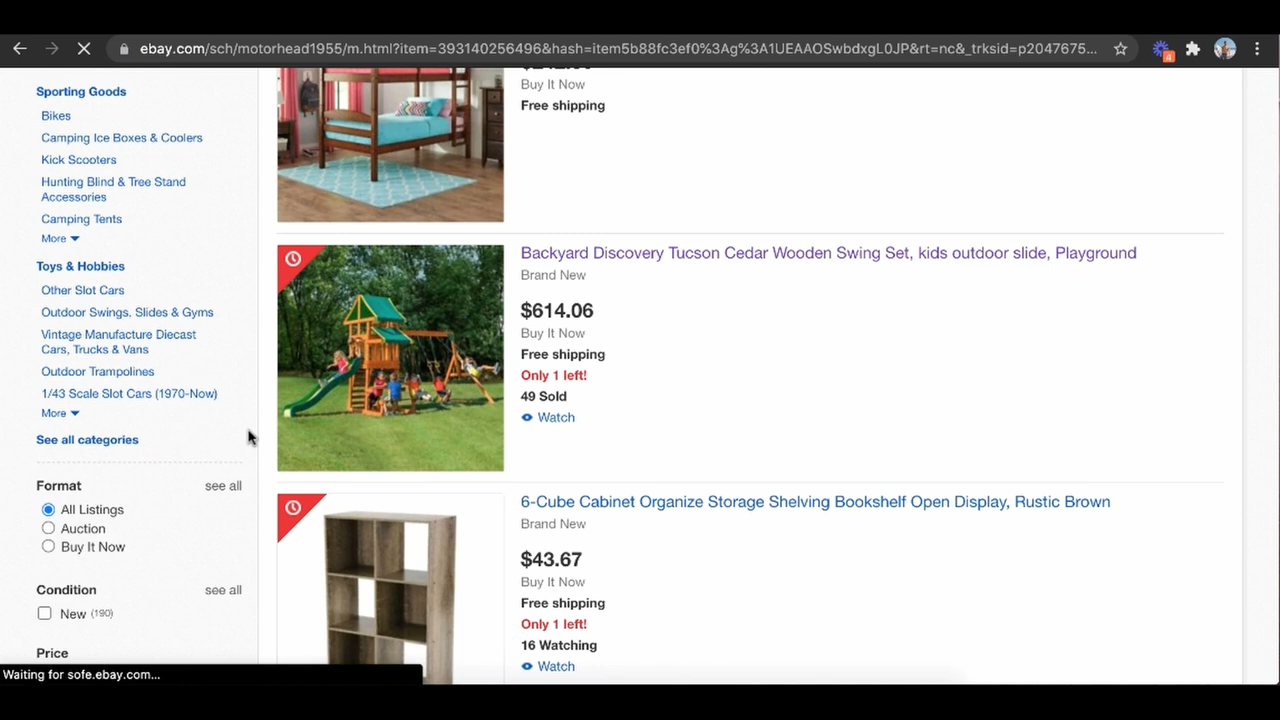 ebay.com/sch/motorhead1955/m.html?item=393140256496&hash=item5b88fc3ef0%3Ag%3A1UEAAOSwbdxgL0JP&rt=nc&_trksid=p2047675...
4
Sporting Goods
Bikes
Camping Ice Boxes & Coolers
Kick Scooters
Hunting Blind & Tree Stand
Accessories
Camping Tents
More
Toys & Hobbies
Other Slot Cars
Outdoor Swings, Slides & Gyms
Vintage Manufacture Diecast
Cars, Trucks & Vans
Outdoor Trampolines
1/43 Scale Slot Cars (1970-Now)
More
See all categories
Format see all
All Listings
Auction
Buy It Now
Condition see all
New (190)
Price
Buy It Now
Free shipping
Backyard Discovery Tucson Cedar Wooden Swing Set, kids outdoor slide, Playground
Brand New
$614.06
Buy It Now
Free shipping
Only 1 left!
49 Sold
Watch
6-Cube Cabinet Organize Storage Shelving Bookshelf Open Display, Rustic Brown
Brand New
$43.67
Buy It Now
Free shipping
Only 1 left!
16 Watching
Watch
Waiting for sofe.ebay.com...